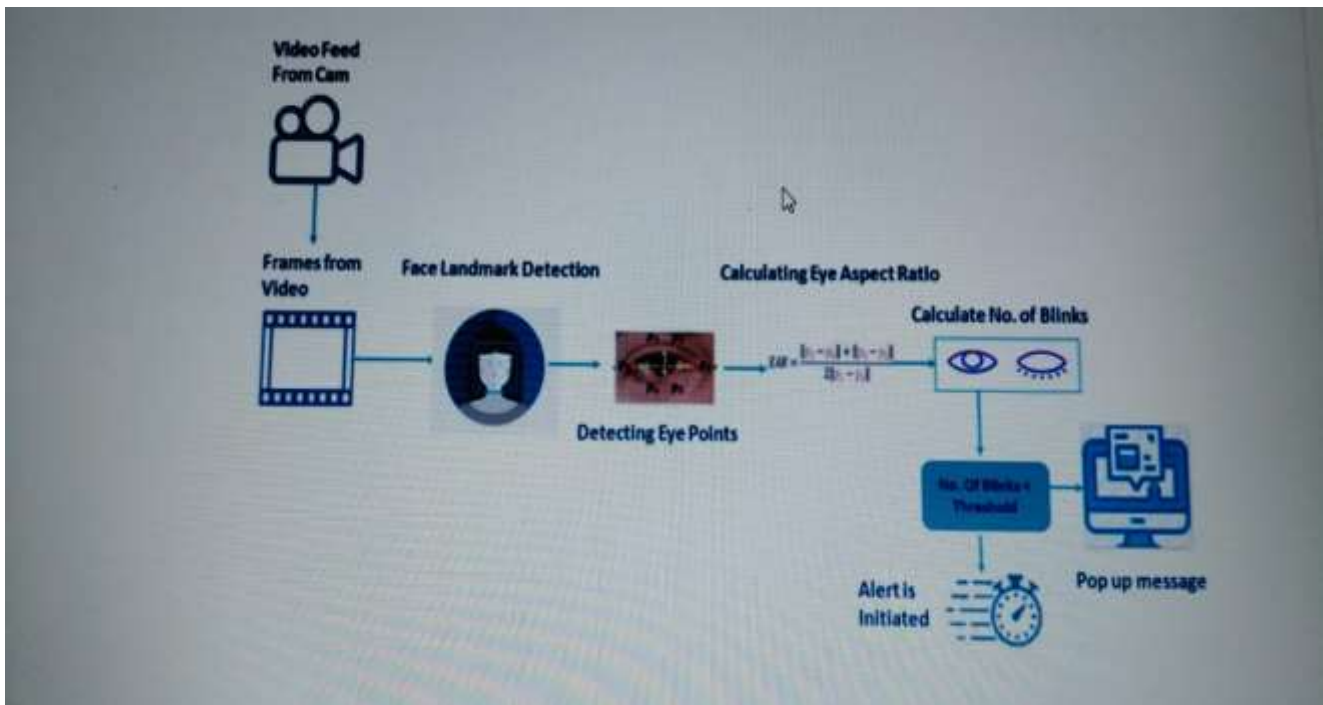 Video Feed
From Cam
Frames from
Video
Face Landmark Detection
Calculating Eye Aspect Ratio
Calculate No. of Blinks
Detecting Eye Points
No. Of Blinks <
Threshold
Alert is
Initiated
Pop up message